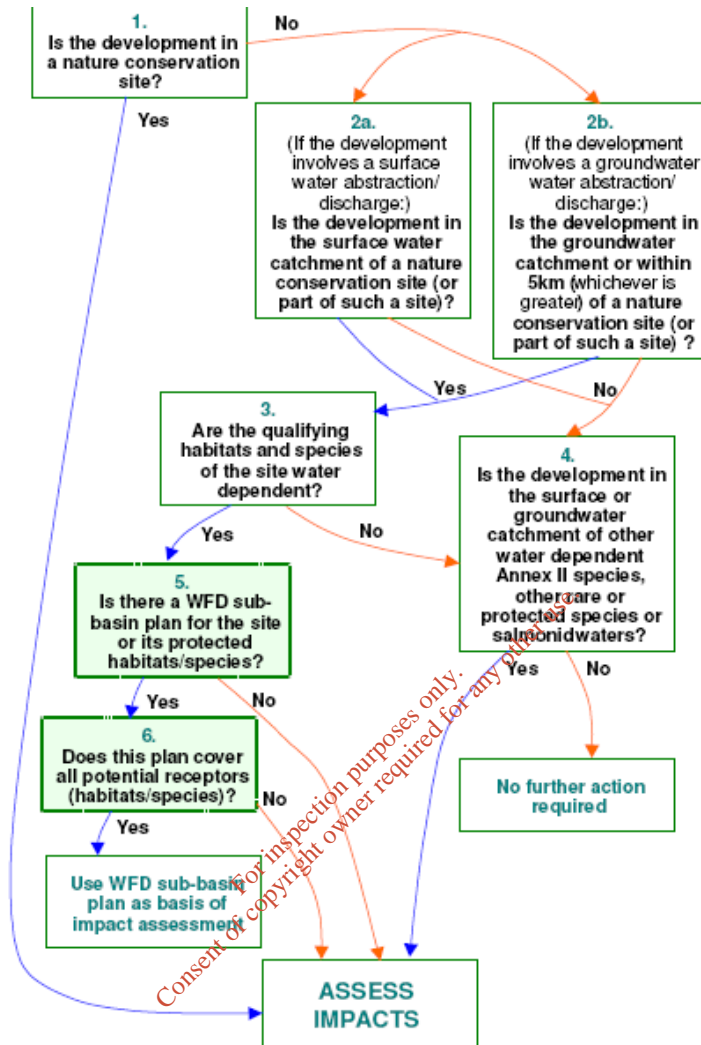 1.
Is the development in
a nature conservation
site?
No
Yes
2a.
(If the development
involves a surface
water abstraction/
discharge:)
Is the development in
the surface water
catchment of a nature
conservation site (or
part of such a site)?
2b.
(If the development
involves a groundwater
water abstraction/
discharge:)
Is the development in
the groundwater
catchment or within
5km (whichever is
greater) of a nature
conservation site (or
part of such a site) ?
Yes
No
3.
Are the qualifying
habitats and species
of the site water
dependent?
Yes
No
4.
Is the development in
the surface or
groundwater
catchment of other
water dependent
Annex II species,
other rare or
protected species or
salmonid waters?
Yes
No
5.
Is there a WFD sub-
basin plan for the site
or its protected
habitats/species?
Yes
No
6.
Does this plan cover
all potential receptors
(habitats/species)?
No
Yes
No further action
required
Use WFD sub-basin
plan as basis of
impact assessment
ASSESS
IMPACTS
For inspection purposes only.
Consent of copyright owner required for any other use.